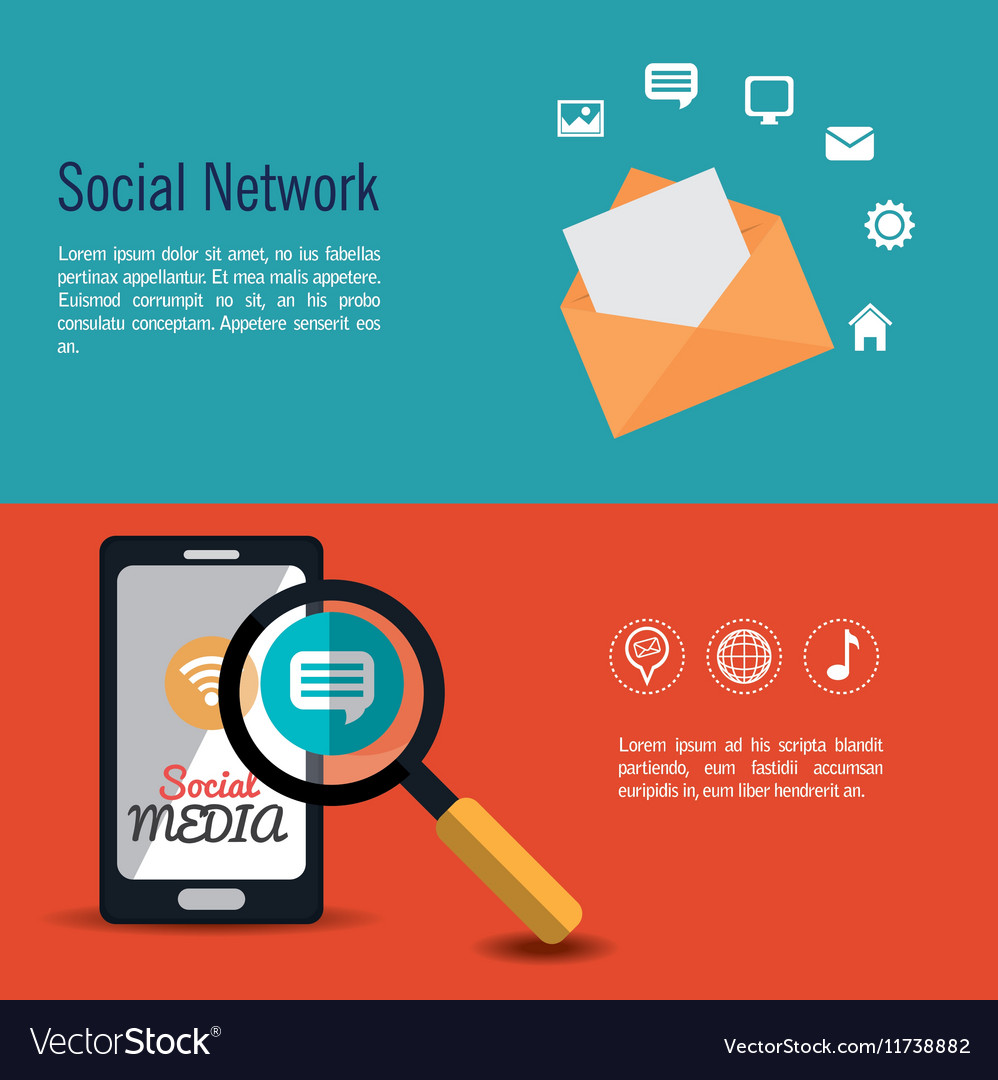 Social Network
Lorem ipsum dolor sit amet, no ius fabellas
pertinax appellantur. Et mea malis appetere.
Euismod corrumpit no sit, an his probo
consulatu conceptam. Appetere senserit eos
an.
Social
MEDIA
Lorem ipsum ad his scripta blandit
partiendo, eum fastidii accumsan
euripidis in, eum liber hendrerit an.
VectorStock®
VectorStock.com/11738882